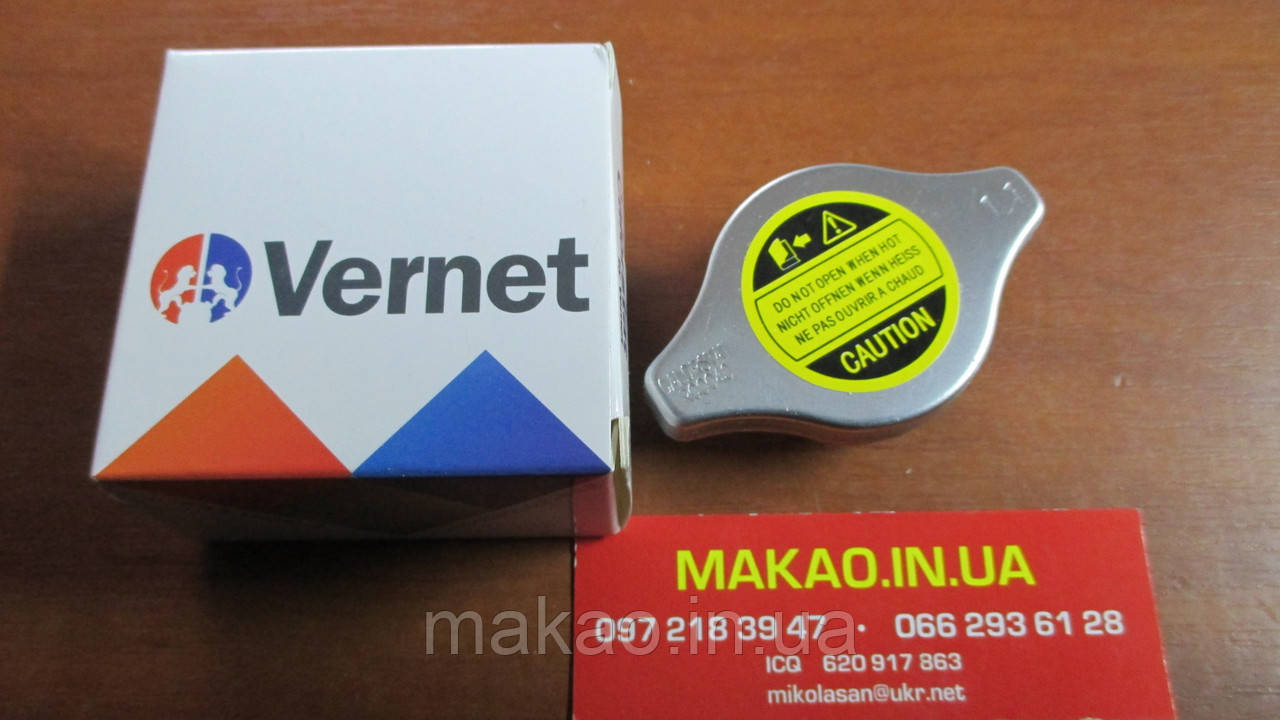 Vernet
DO NOT OPEN WHEN HOT
NICHT OFFNEN WENN HEISS
NE PAS OUVRIR A CHAUD
CAUTION
MAKAO.IN.UA
097 218 39 47 · 066 293 61 28
makao.in.ua
ICQ 620 917 863
mikolasan@ukr.net